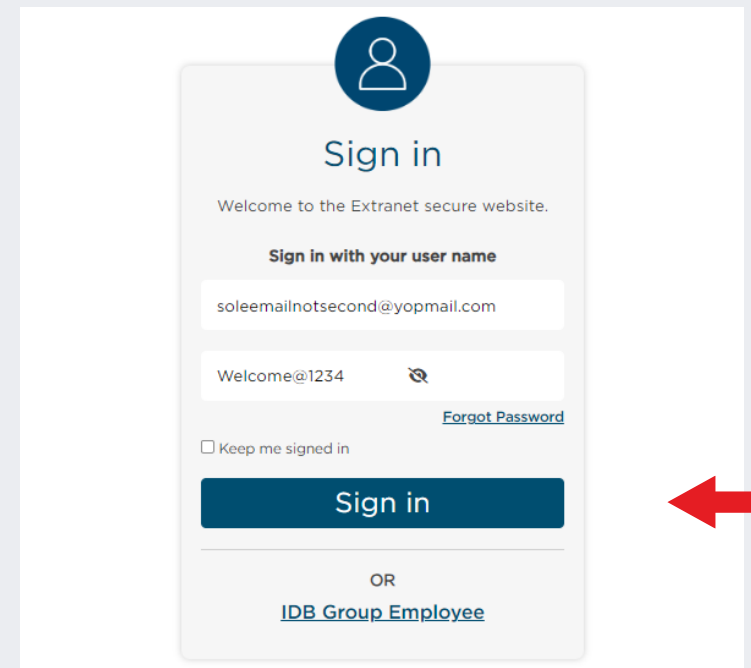 Sign in
Welcome to the Extranet secure website.
Sign in with your user name
soleemailnotsecond@yopmail.com
Welcome@1234
Forgot Password
Keep me signed in
Sign in
OR
IDB Group Employee